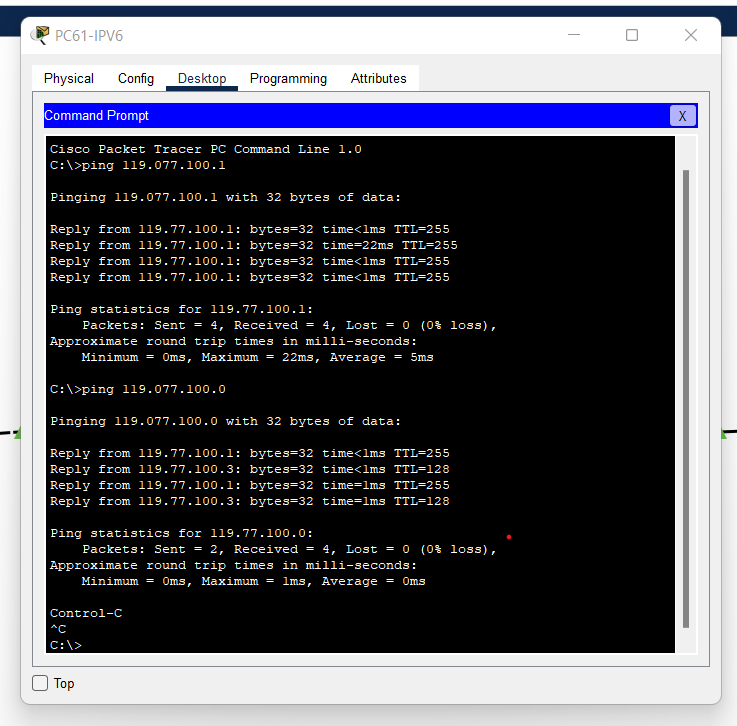 PC61-IPV6
Physical Config Desktop Programming Attributes
Command Prompt X
Cisco Packet Tracer PC Command Line 1.0
C:\>ping 119.077.100.1
Pinging 119.077.100.1 with 32 bytes of data:
Reply from 119.77.100.1: bytes=32 time<1ms TTL=255
Reply from 119.77.100.1: bytes=32 time=22ms TTL=255
Reply from 119.77.100.1: bytes=32 time<1ms TTL=255
Reply from 119.77.100.1: bytes=32 time<1ms TTL=255
Ping statistics for 119.77.100.1:
Packets: Sent = 4, Received = 4, Lost = 0 (0% loss),
Approximate round trip times in milli-seconds:
Minimum = 0ms, Maximum = 22ms, Average = 5ms
C:\>ping 119.077.100.0
Pinging 119.077.100.0 with 32 bytes of data:
Reply from 119.77.100.1: bytes=32 time<1ms TTL=255
Reply from 119.77.100.3: bytes=32 time<1ms TTL=128
Reply from 119.77.100.1: bytes=32 time=1ms TTL=255
Reply from 119.77.100.3: bytes=32 time=1ms TTL=128
Ping statistics for 119.77.100.0:
Packets: Sent = 2, Received = 4, Lost = 0 (0% loss),
Approximate round trip times in milli-seconds:
Minimum = 0ms, Maximum = 1ms, Average = 0ms
Control-C
^C
C:\>
Top